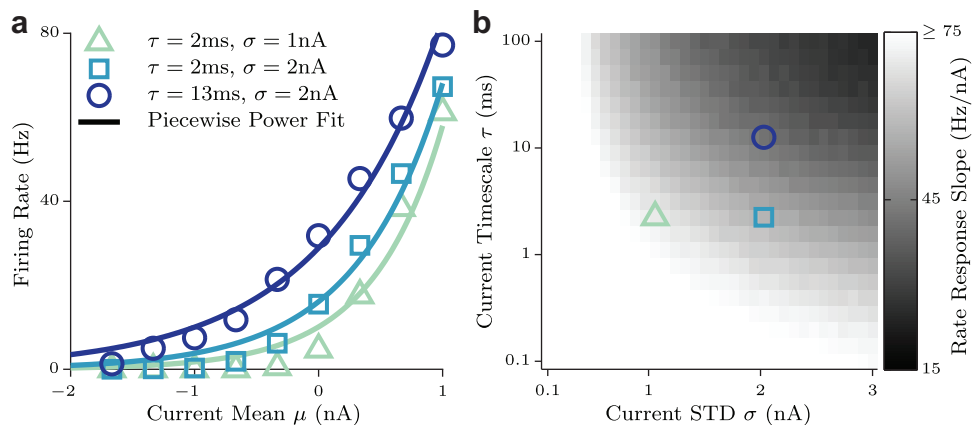 a
80
40
0
Firing Rate (Hz)
τ = 2ms, σ = 1nA
τ = 2ms, σ = 2nA
τ = 13ms, σ = 2nA
Piecewise Power Fit
−2
−1
0
1
Current Mean μ (nA)
b
100
10
1
0.1
Current Timescale τ (ms)
0.1
1
2
3
Current STD σ (nA)
≥ 75
45
15
Rate Response Slope (Hz/nA)